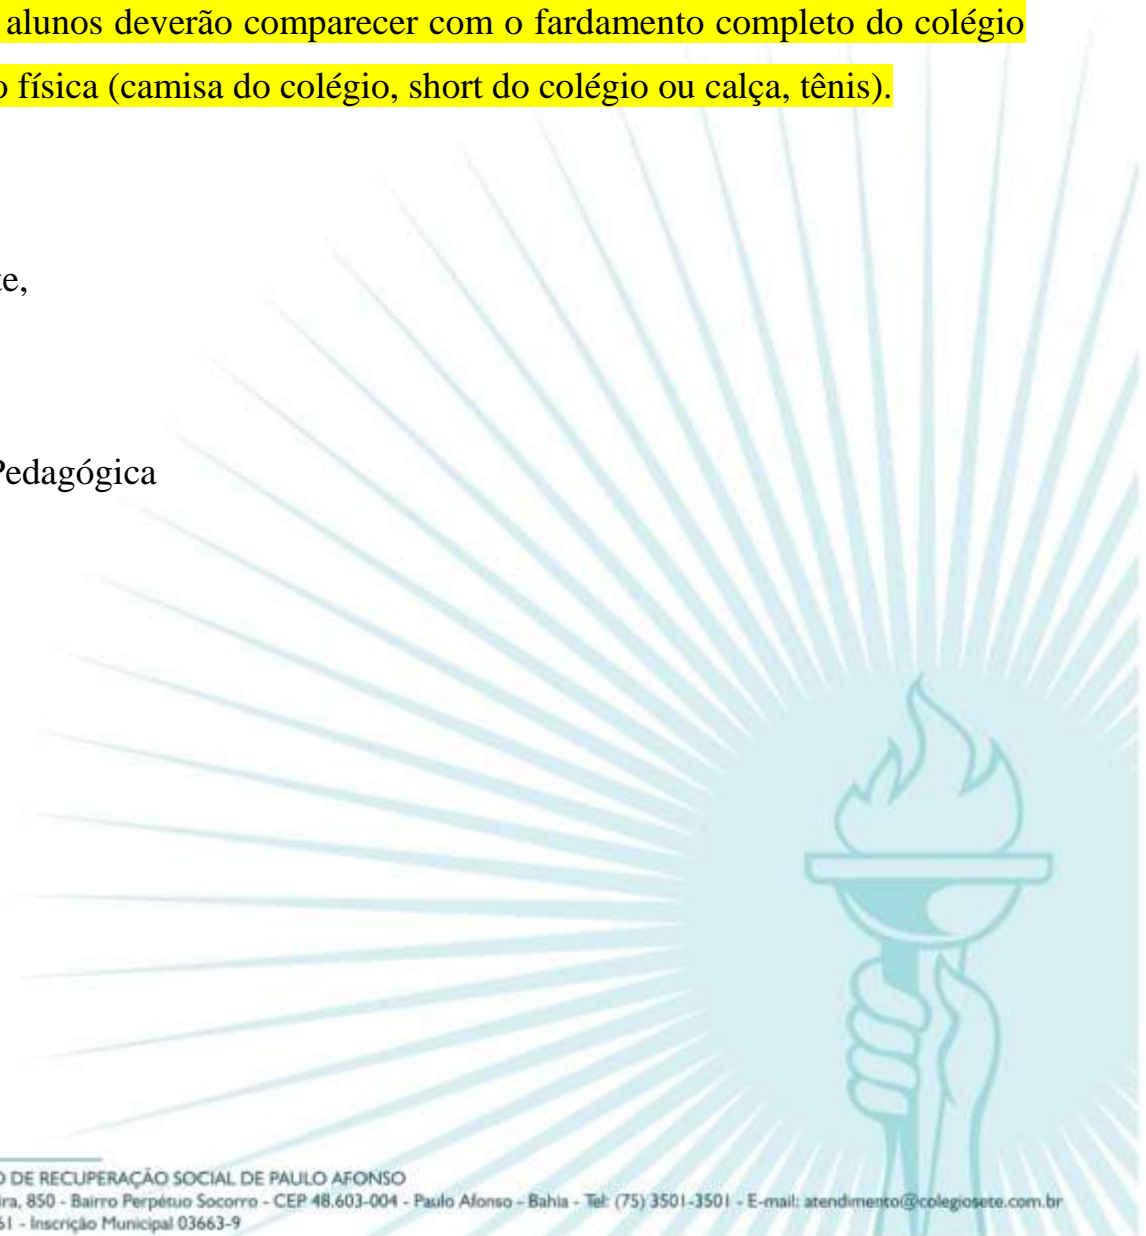 alunos deverão comparecer com o fardamento completo do colégio
o física (camisa do colégio, short do colégio ou calça, tênis).
te,
Pedagógica
O DE RECUPERAÇÃO SOCIAL DE PAULO AFONSO
ira, 850 - Bairro Perpétuo Socorro - CEP 48.603-004 - Paulo Afonso - Bahia - Tel: (75) 3501-3501 - E-mail: atendimento@colegiosete.com.br
61 - Inscrição Municipal 03663-9